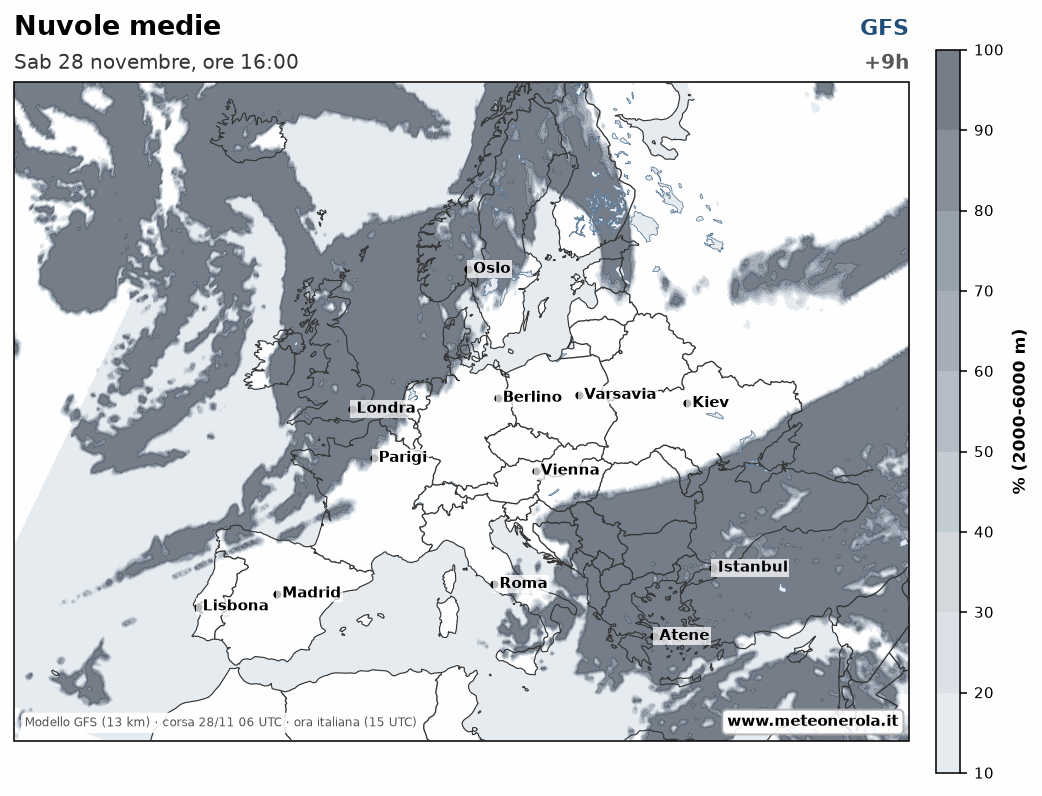 Nuvole medie
GFS
Sab 28 novembre, ore 16:00
+9h
100
90
80
70
60
50
40
30
20
10
% (2000-6000 m)
Oslo
Londra
Berlino
Varsavia
Kiev
Parigi
Vienna
Istanbul
Roma
Madrid
Lisbona
Atene
Modello GFS (13 km) · corsa 28/11 06 UTC · ora italiana (15 UTC)
www.meteonerola.it